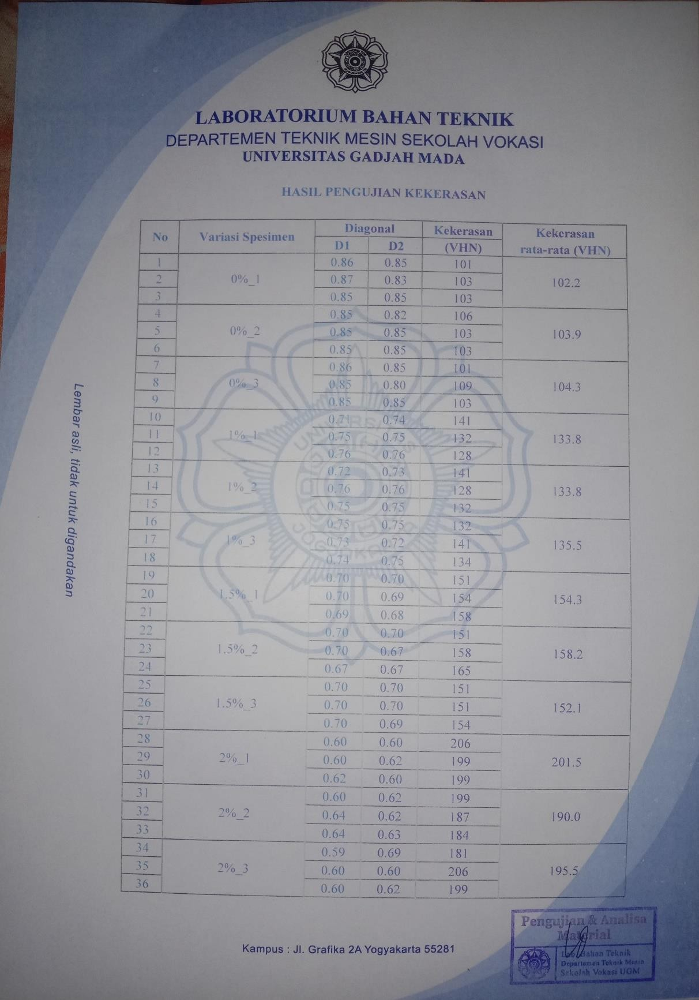 LABORATORIUM BAHAN TEKNIK
DEPARTEMEN TEKNIK MESIN SEKOLAH VOKASI
UNIVERSITAS GADJAH MADA
HASIL PENGUJIAN KEKERASAN
No Variasi Spesimen Diagonal Kekerasan Kekerasan
D1 D2 (VHN) rata-rata (VHN)
1 0.86 0.85 101
2 0%_1 0.87 0.83 103 102.2
3 0.85 0.85 103
4 0.85 0.82 106
5 0%_2 0.85 0.85 103 103.9
6 0.85 0.85 103
7 0.86 0.85 101
8 0%_3 0.85 0.80 109 104.3
9 0.85 0.85 103
10 0.71 0.74 141
11 1%_1 0.75 0.75 132 133.8
12 0.76 0.76 128
13 0.72 0.73 141
14 1%_2 0.76 0.76 128 133.8
15 0.75 0.75 132
16 0.75 0.75 132
17 1%_3 0.73 0.72 141 135.5
18 0.74 0.75 134
19 0.70 0.70 151
20 1.5%_1 0.70 0.69 154 154.3
21 0.69 0.68 158
22 0.70 0.70 151
23 1.5%_2 0.70 0.67 158 158.2
24 0.67 0.67 165
25 0.70 0.70 151
26 1.5%_3 0.70 0.70 151 152.1
27 0.70 0.69 154
28 0.60 0.60 206
29 2%_1 0.60 0.62 199 201.5
30 0.62 0.60 199
31 0.60 0.62 199
32 2%_2 0.64 0.62 187 190.0
33 0.64 0.63 184
34 0.59 0.69 181
35 2%_3 0.60 0.60 206 195.5
36 0.60 0.62 199
Lembar asli, tidak untuk digandakan
Kampus : Jl. Grafika 2A Yogyakarta 55281
Pengujian & Analisa
Material
Lab. Bahan Teknik
Departemen Teknik Mesin
Sekolah Vokasi UGM